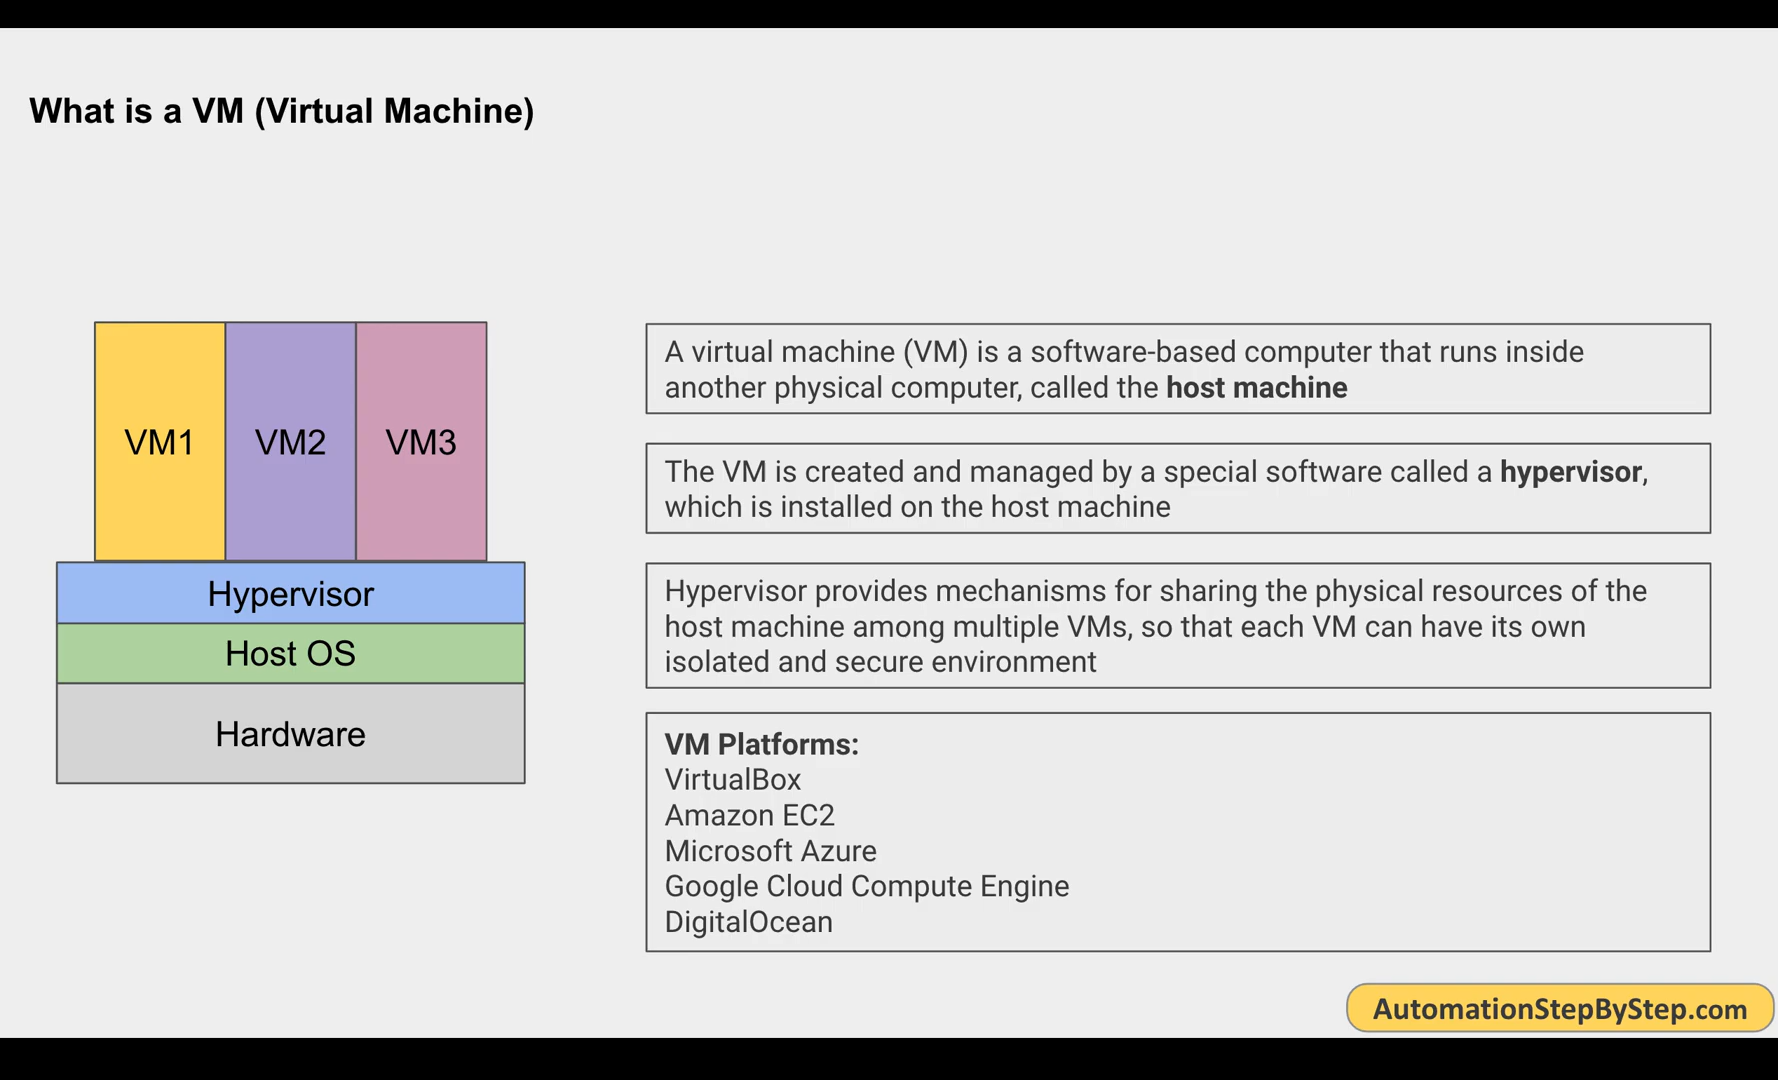 What is a VM (Virtual Machine)
VM1
VM2
VM3
Hypervisor
Host OS
Hardware
A virtual machine (VM) is a software-based computer that runs inside
another physical computer, called the host machine
The VM is created and managed by a special software called a hypervisor,
which is installed on the host machine
Hypervisor provides mechanisms for sharing the physical resources of the
host machine among multiple VMs, so that each VM can have its own
isolated and secure environment
VM Platforms:
VirtualBox
Amazon EC2
Microsoft Azure
Google Cloud Compute Engine
DigitalOcean
AutomationStepByStep.com